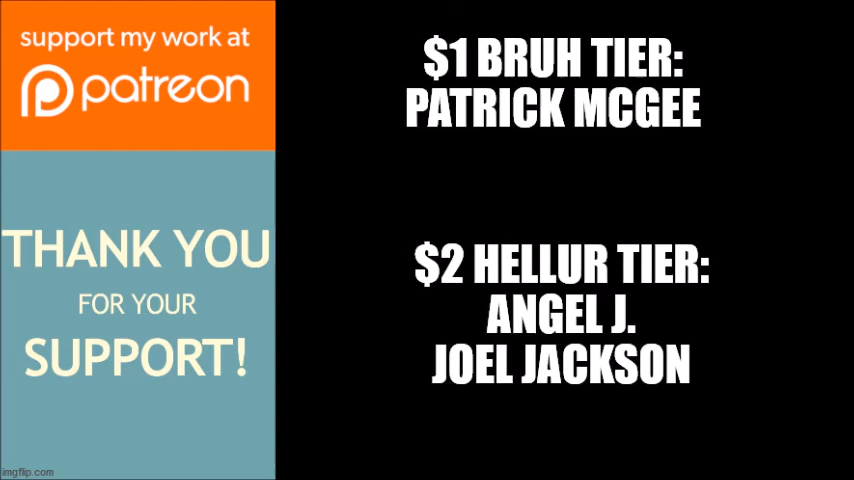 support my work at
patreon
THANK YOU
FOR YOUR
SUPPORT!
$1 BRUH TIER:
PATRICK MCGEE
$2 HELLUR TIER:
ANGEL J.
JOEL JACKSON
imgflip.com